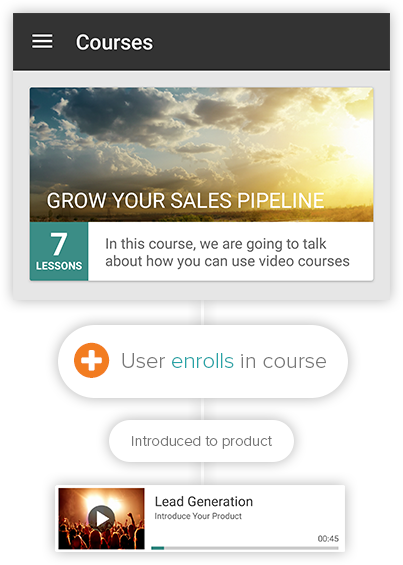 Courses
GROW YOUR SALES PIPELINE
7
LESSONS
In this course, we are going to talk
about how you can use video courses
User enrolls in course
Introduced to product
Lead Generation
Introduce Your Product
00:45